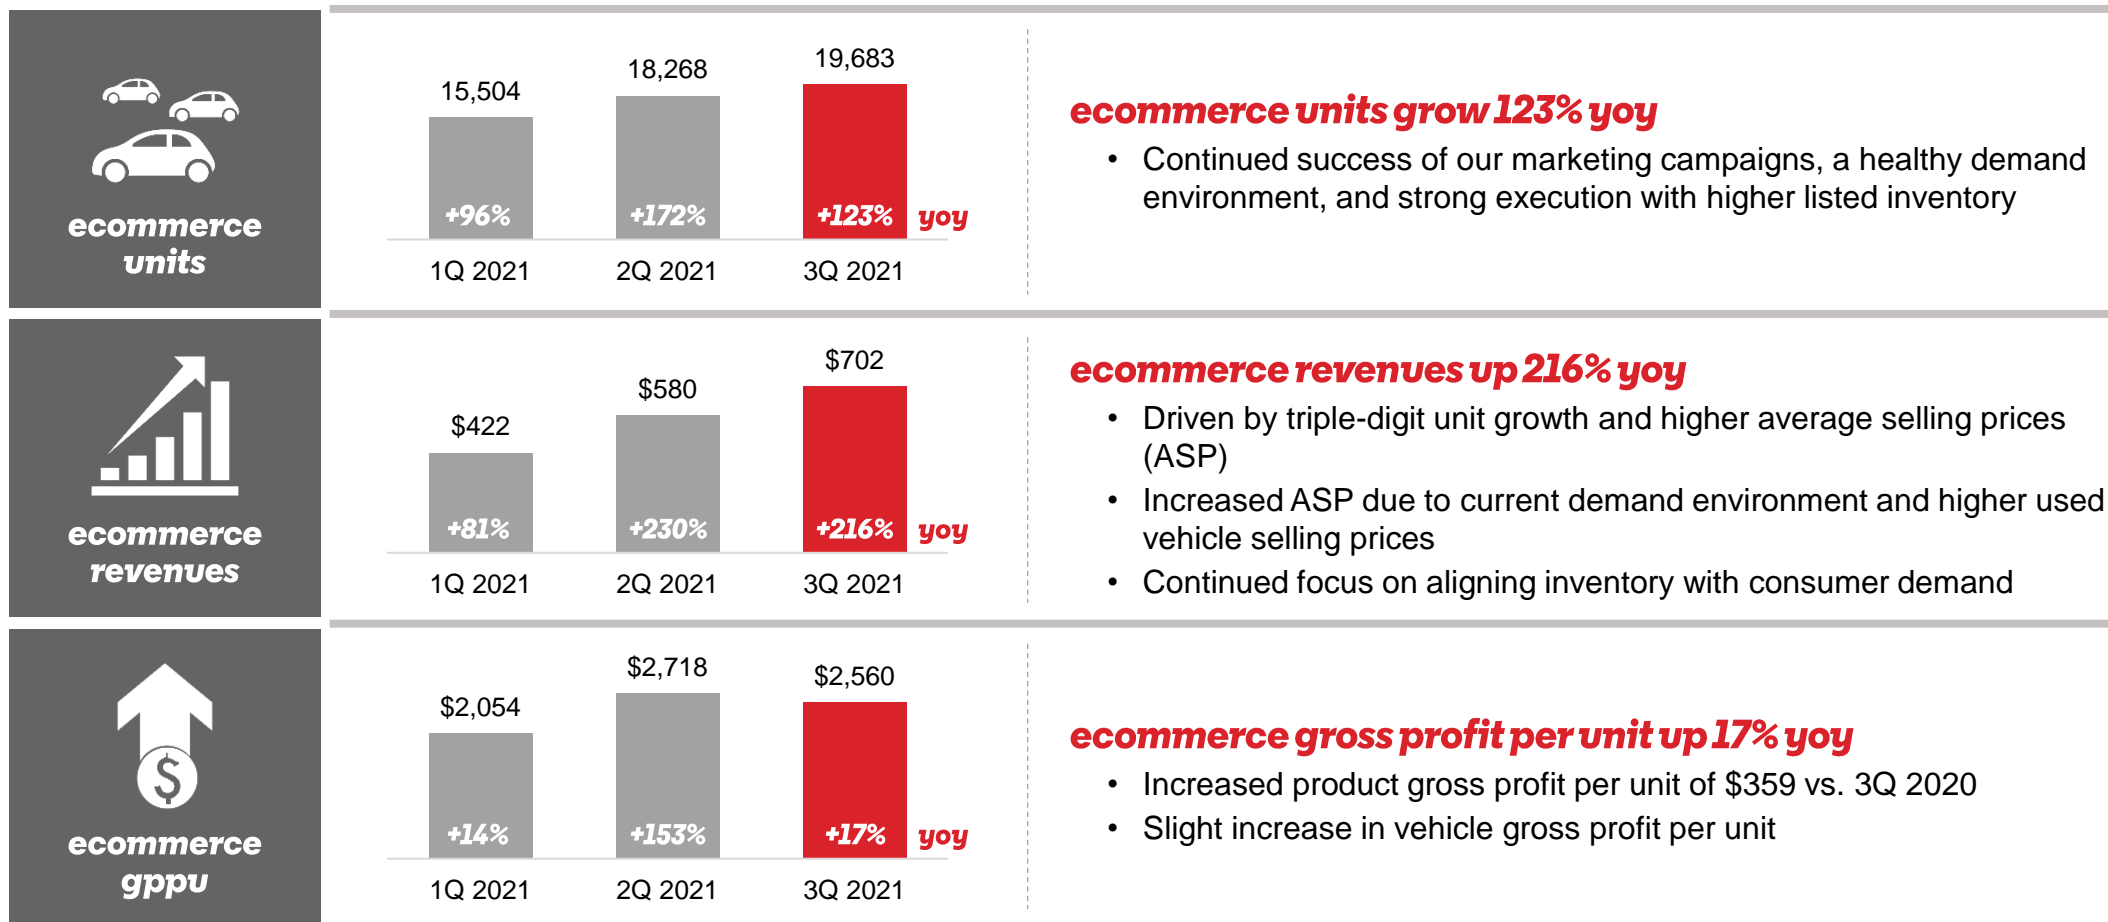 ecommerce
units
15,504
18,268
19,683
+96%
+172%
+123%
yoy
1Q 2021
2Q 2021
3Q 2021
ecommerce units grow 123% yoy
• Continued success of our marketing campaigns, a healthy demand
environment, and strong execution with higher listed inventory
ecommerce
revenues
$422
$580
$702
+81%
+230%
+216%
yoy
1Q 2021
2Q 2021
3Q 2021
ecommerce revenues up 216% yoy
• Driven by triple-digit unit growth and higher average selling prices
(ASP)
• Increased ASP due to current demand environment and higher used
vehicle selling prices
• Continued focus on aligning inventory with consumer demand
$
ecommerce
gppu
$2,054
$2,718
$2,560
+14%
+153%
+17%
yoy
1Q 2021
2Q 2021
3Q 2021
ecommerce gross profit per unit up 17% yoy
• Increased product gross profit per unit of $359 vs. 3Q 2020
• Slight increase in vehicle gross profit per unit